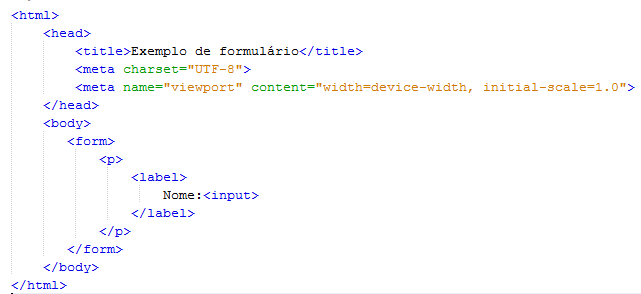 <html>
<head>
<title>Exemplo de formulário</title>
<meta charset="UTF-8">
<meta name="viewport" content="width=device-width, initial-scale=1.0">
</head>
<body>
<form>
<p>
<label>
Nome:<input>
</label>
</p>
</form>
</body>
</html>